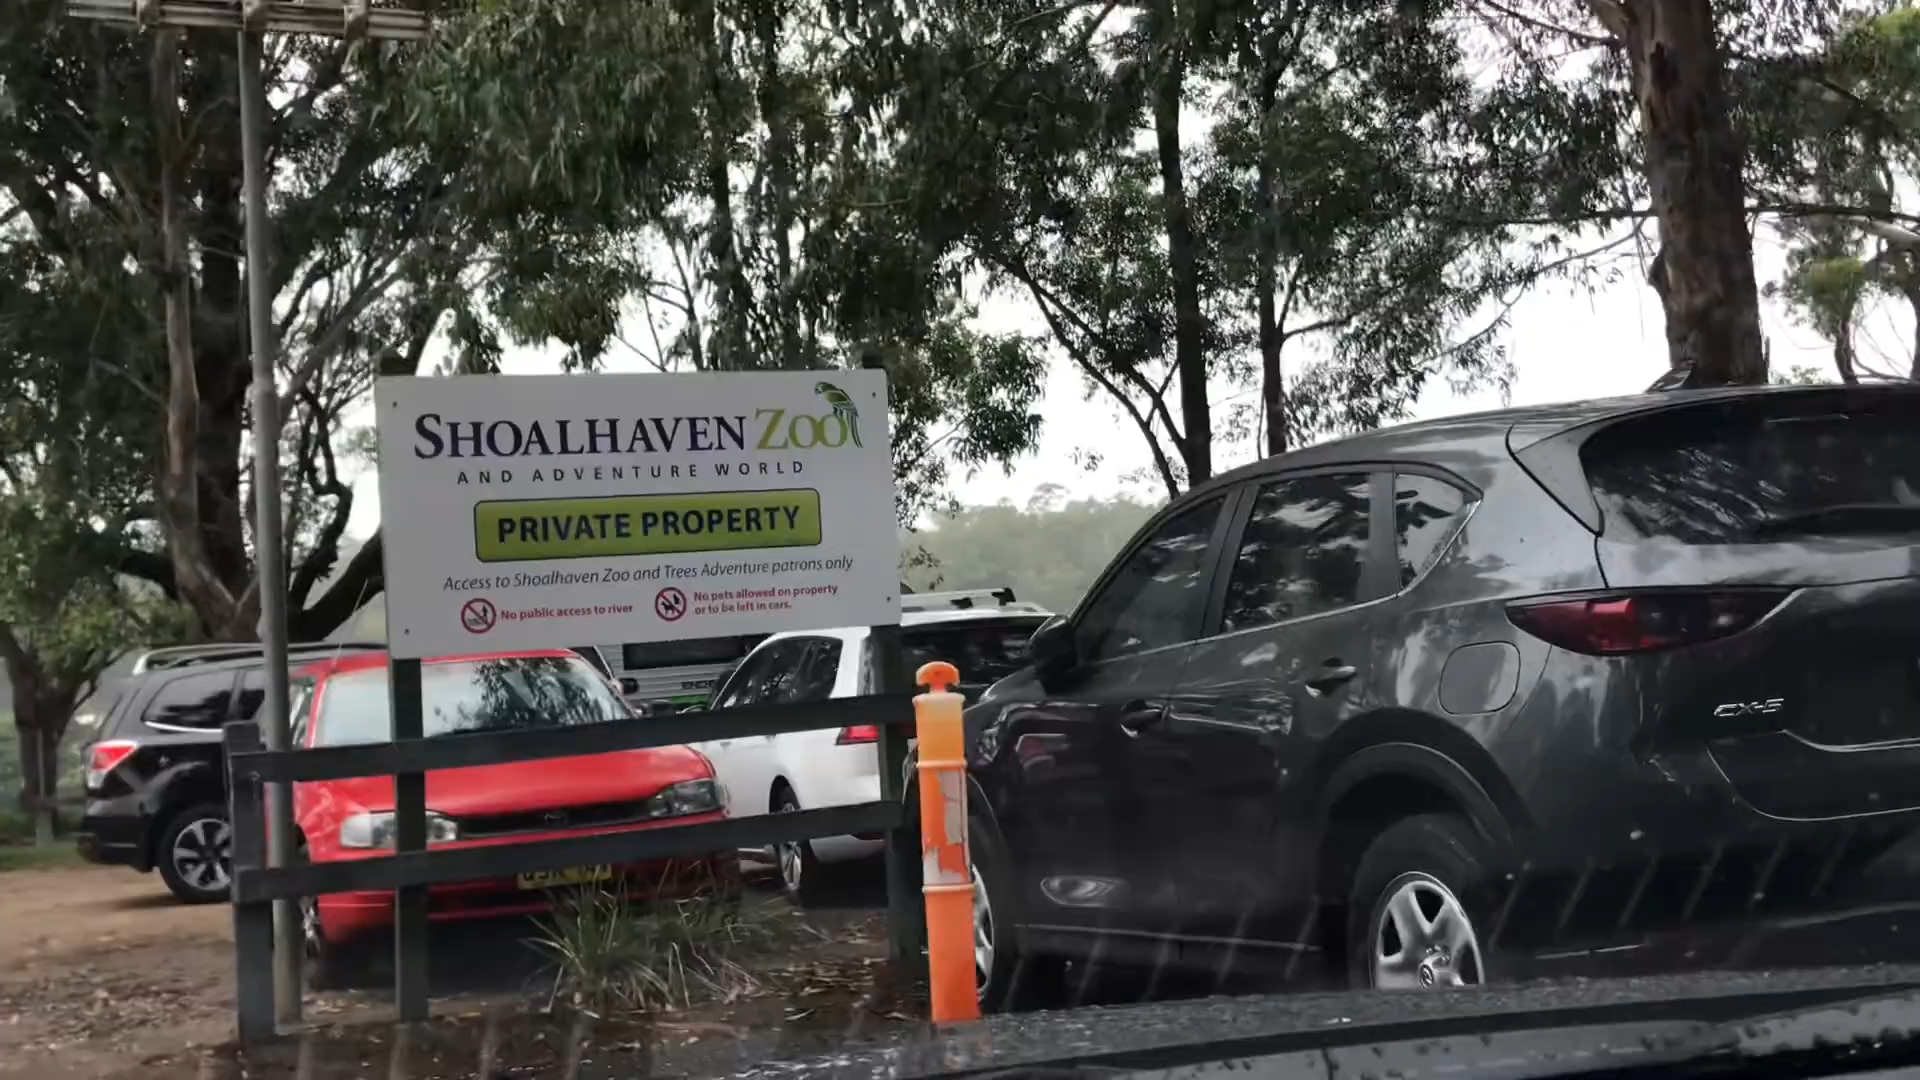 SHOALHAVEN ZOO
AND ADVENTURE WORLD
PRIVATE PROPERTY
Access to Shoalhaven Zoo and Trees Adventure patrons only
No public access to river
No pets allowed on property
or to be left in cars.
CX-5